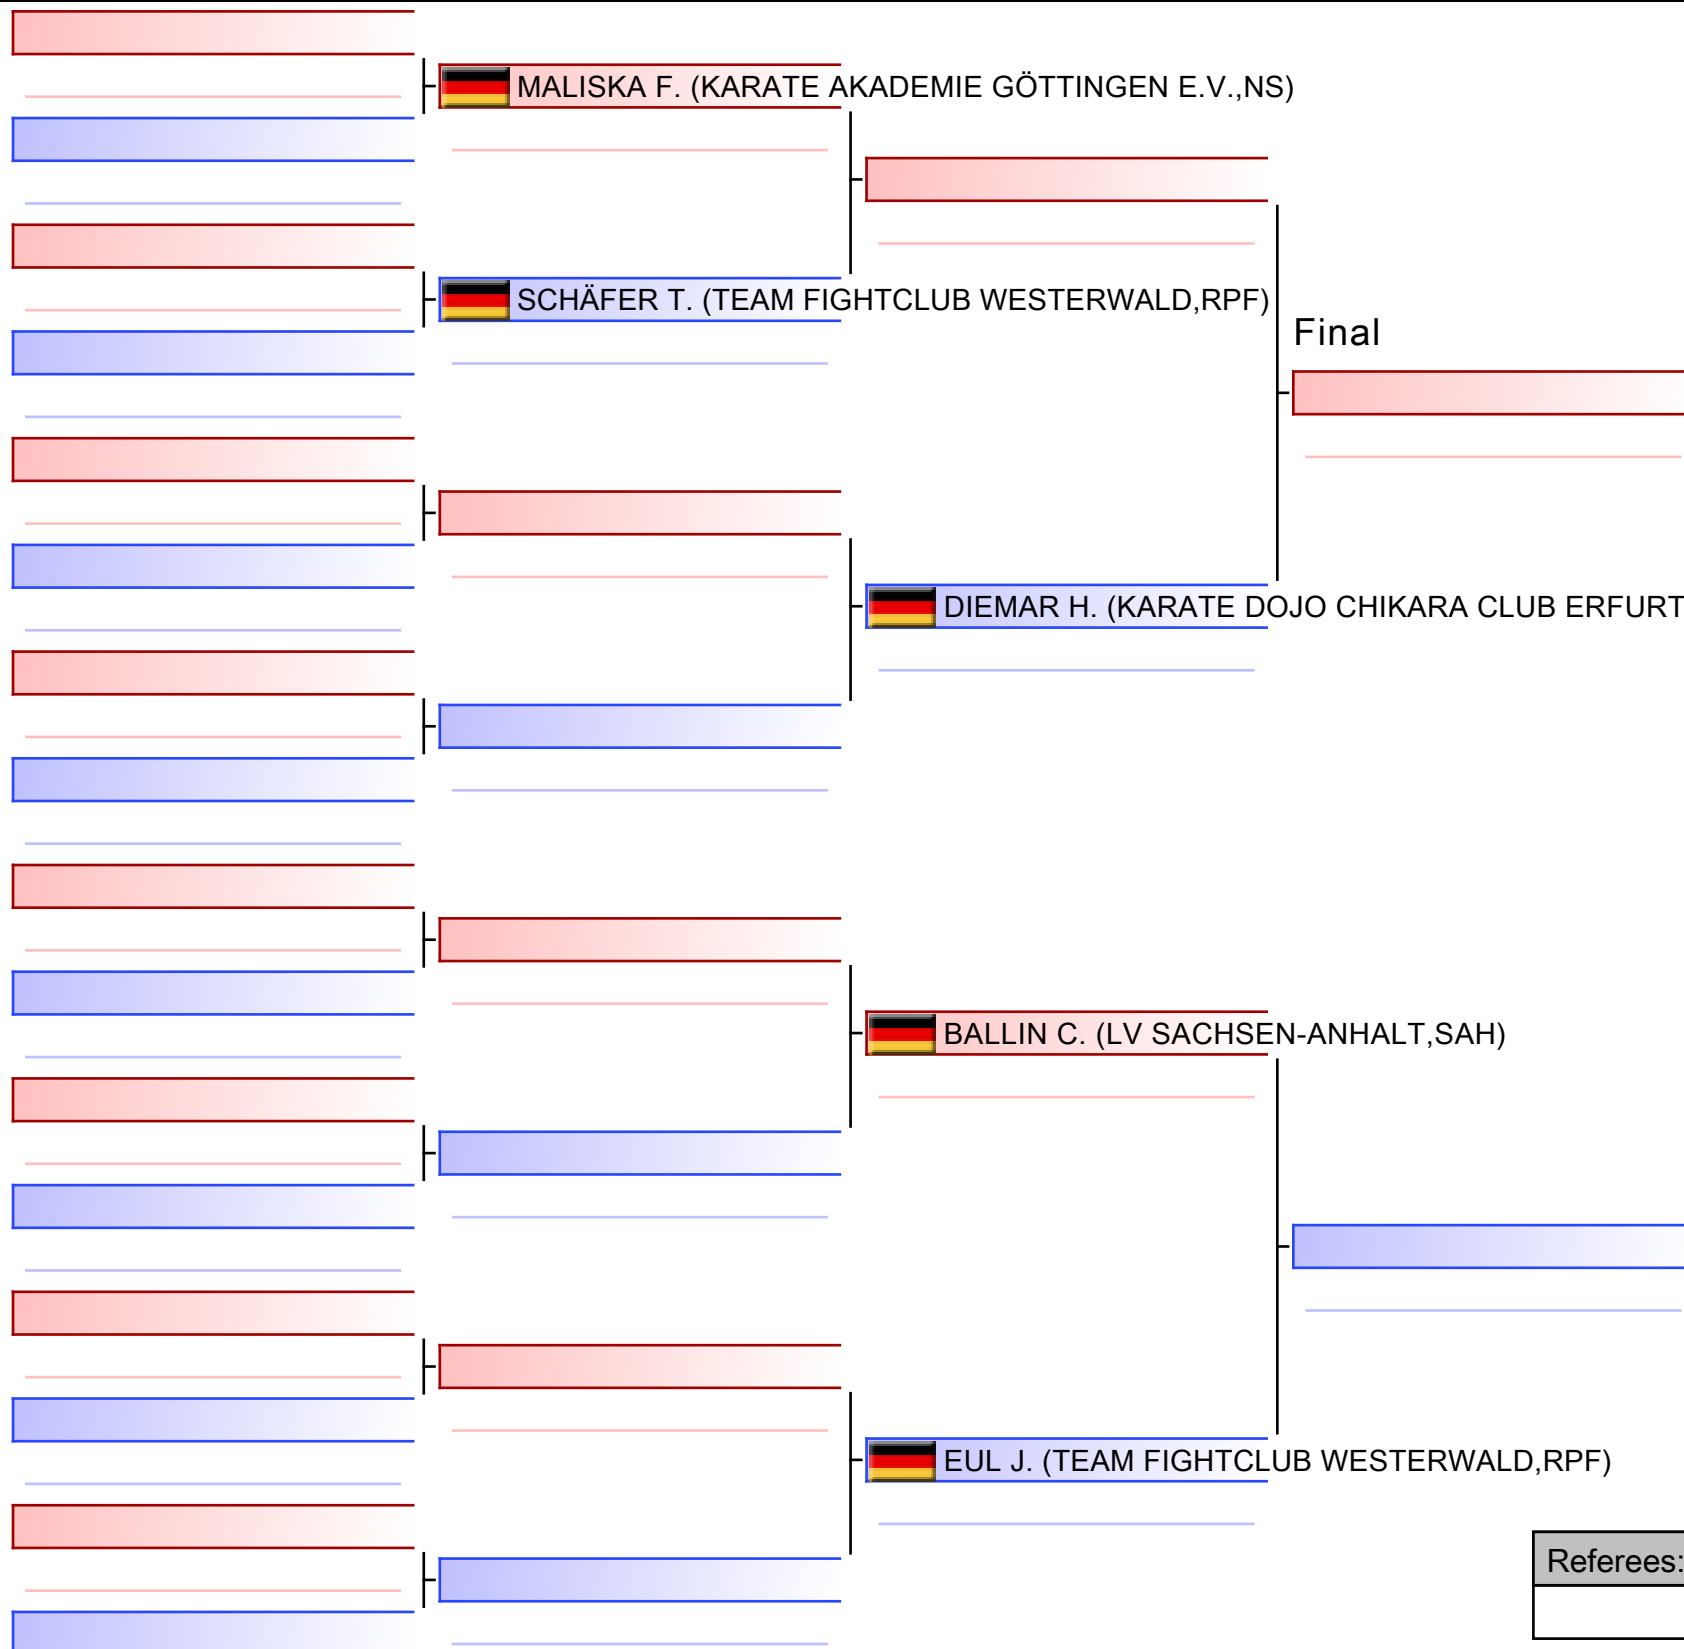 MALISKA F. (KARATE AKADEMIE GÖTTINGEN E.V.,NS)
SCHÄFER T. (TEAM FIGHTCLUB WESTERWALD,RPF)
Final
DIEMAR H. (KARATE DOJO CHIKARA CLUB ERFURT
BALLIN C. (LV SACHSEN-ANHALT,SAH)
EUL J. (TEAM FIGHTCLUB WESTERWALD,RPF)
Referees: